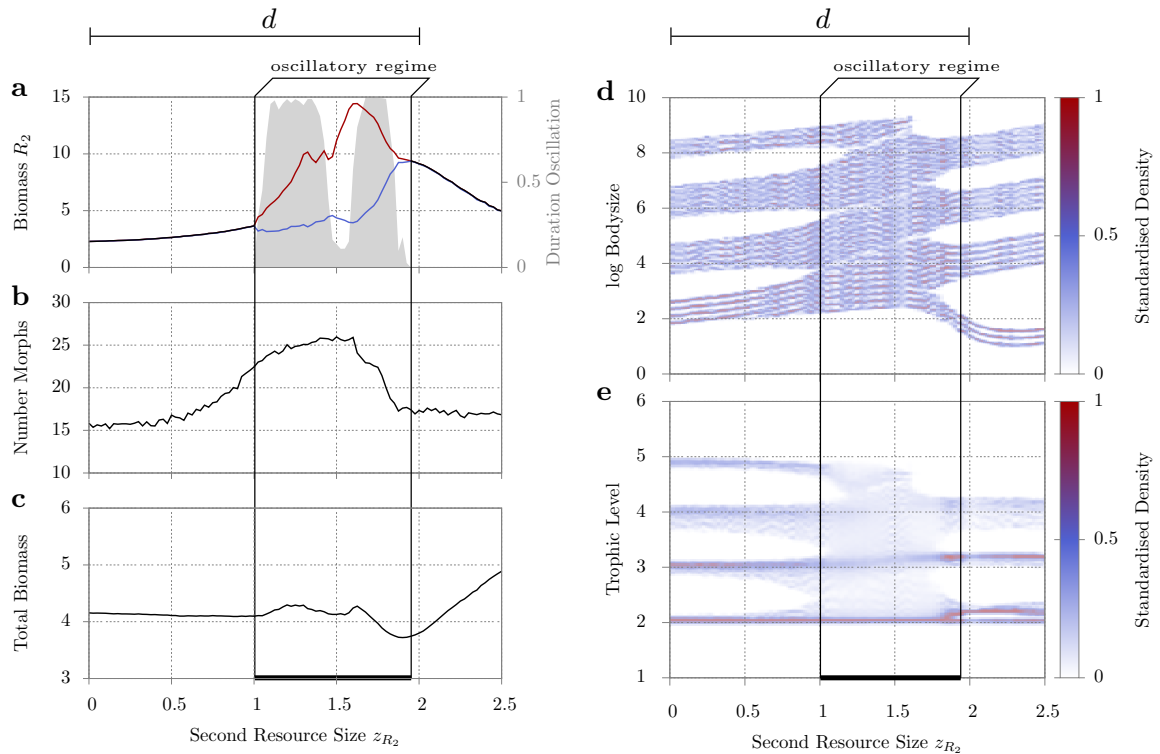 d
oscillatory regime
a
15
10
5
0
Biomass R₂
1
0.5
0
Duration Oscillation
b
30
25
20
15
10
Number Morphs
c
6
5
4
3
Total Biomass
0
0.5
1
1.5
2
2.5
Second Resource Size z_{R₂}
d
oscillatory regime
d
10
8
6
4
2
0
log Bodysize
1
0.5
0
Standardised Density
e
6
5
4
3
2
1
Trophic Level
1
0.5
0
Standardised Density
0
0.5
1
1.5
2
2.5
Second Resource Size z_{R₂}